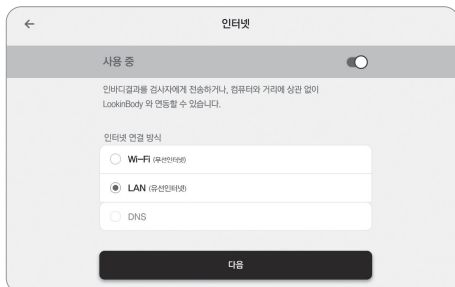 인터넷
사용 중
인바디결과를 검사자에게 전송하거나, 컴퓨터와 거리에 상관 없이
LookinBody 와 연동할 수 있습니다.
인터넷 연결 방식
Wi-Fi (무선인터넷)
LAN (유선인터넷)
DNS
다음